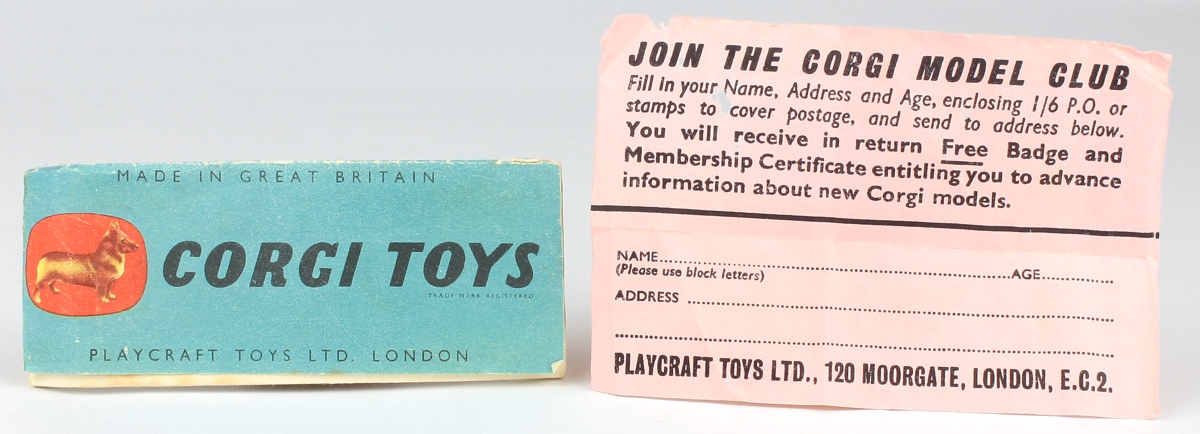 MADE IN GREAT BRITAIN
CORGI TOYS
TRADE MARK REGISTERED
PLAYCRAFT TOYS LTD. LONDON
JOIN THE CORGI MODEL CLUB
Fill in your Name, Address and Age, enclosing 1/6 P.O. or
stamps to cover postage, and send to address below.
You will receive in return Free Badge and
Membership Certificate entitling you to advance
information about new Corgi models.
NAME..........AGE..........
(Please use block letters)
ADDRESS ..........
PLAYCRAFT TOYS LTD., 120 MOORGATE, LONDON, E.C.2.